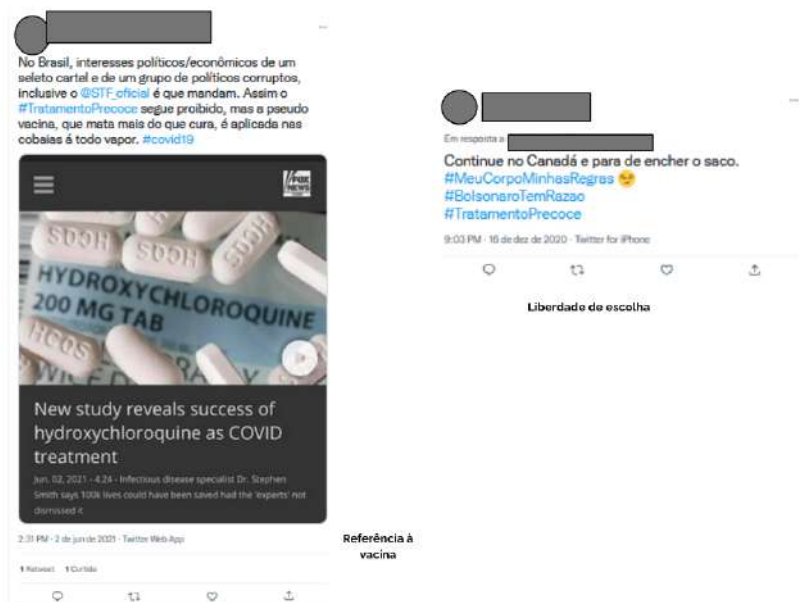 No Brasil, interesses políticos/econômicos de um
seleto cartel e de um grupo de políticos corruptos,
inclusive o @STF_oficial é que mandam. Assim o
#TratamentoPrecoce segue proibido, mas a pseudo
vacina, que mata mais do que cura, é aplicada nas
cobaias á todo vapor. #covid19
FOX
NEWS
HCQS
HCQS
HYDROXYCHLOROQUINE
200 MG TAB
HCQS
New study reveals success of
hydroxychloroquine as COVID
treatment
Jun. 02, 2021 - 4:24 - Infectious disease specialist Dr. Stephen
Smith says 100k lives could have been saved had the 'experts' not
dismissed it
2:31 PM · 2 de jun de 2021 · Twitter Web App
1 Retweet 1 Curtida
Referência à
vacina
Em resposta a
Continue no Canadá e para de encher o saco.
#MeuCorpoMinhasRegras
#BolsonaroTemRazao
#TratamentoPrecoce
9:03 PM · 16 de dez de 2020 · Twitter for iPhone
Liberdade de escolha